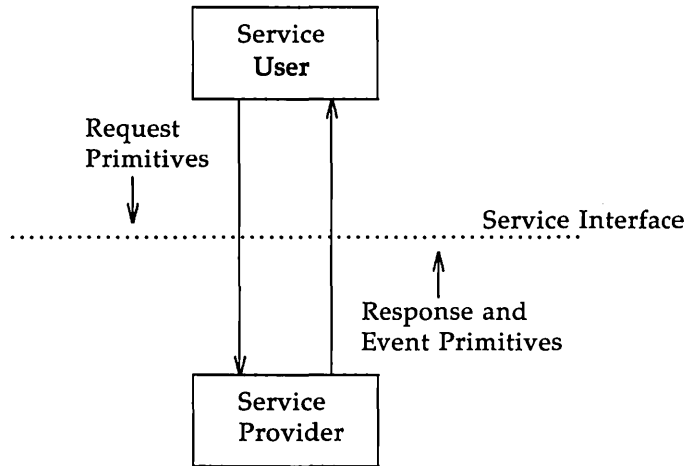 Service
User
Request
Primitives
Service Interface
Response and
Event Primitives
Service
Provider